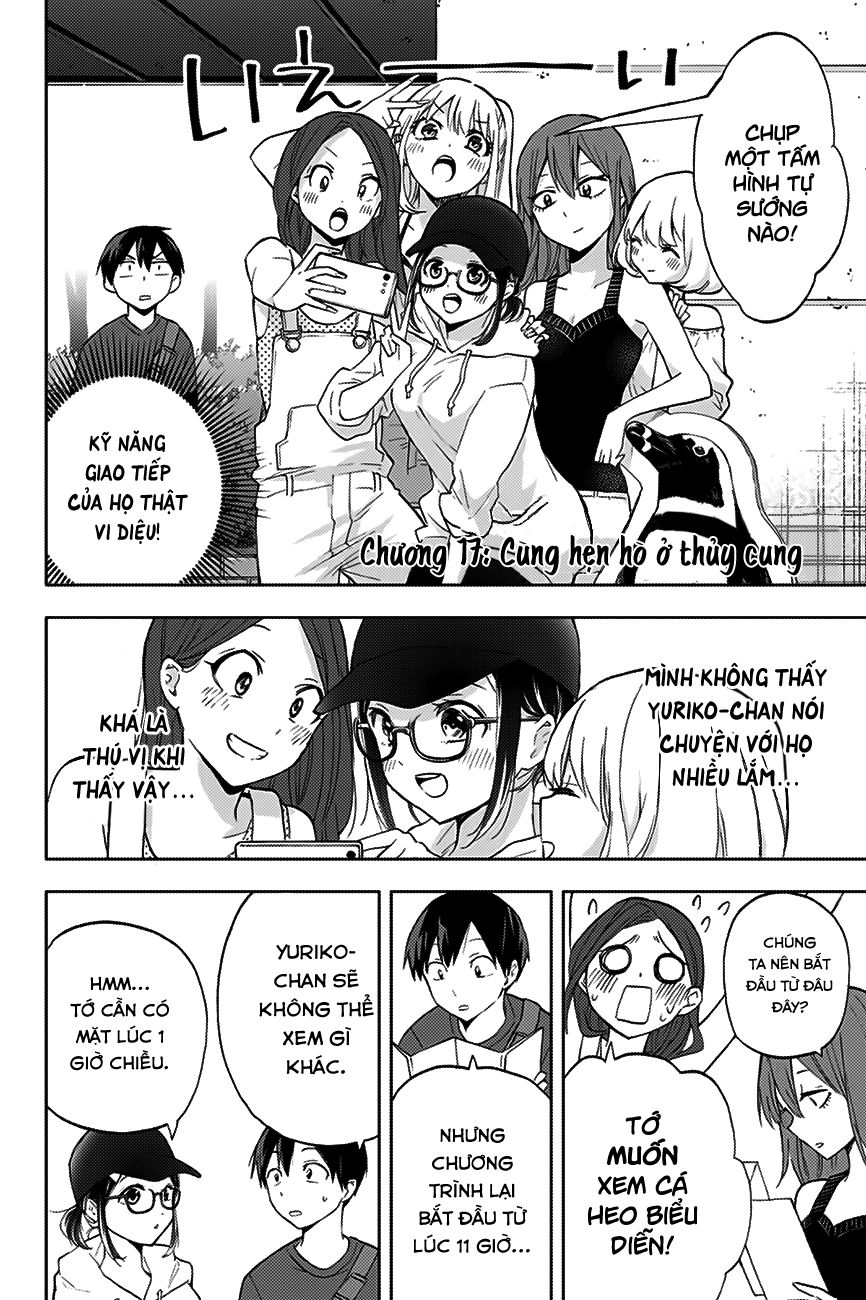 いえーーい
CHỤP
MỘT TẤM
HÌNH TỰ
SƯỚNG
NÀO!
KỸ NĂNG
GIAO TIẾP
CỦA HỌ THẬT
VI DIỆU!
Chương 17: Cùng hẹn hò ở thủy cung
MÌNH KHÔNG THẤY
YURIKO-CHAN NÓI
CHUYỆN VỚI HỌ
NHIỀU LẮM...
KHÁ LÀ
THÚ VỊ KHI
THẤY VẬY...
CHÚNG
TA NÊN BẮT
ĐẦU TỪ ĐÂU
ĐÂY?
TỚ
MUỐN
XEM CÁ
HEO BIỂU
DIỄN!
NHƯNG
CHƯƠNG
TRÌNH LẠI
BẮT ĐẦU TỪ
LÚC 11 GIỜ...
YURIKO-
CHAN SẼ
KHÔNG THỂ
XEM GÌ
KHÁC.
HMM...
TỚ CẦN CÓ
MẶT LÚC 1
GIỜ CHIỀU.